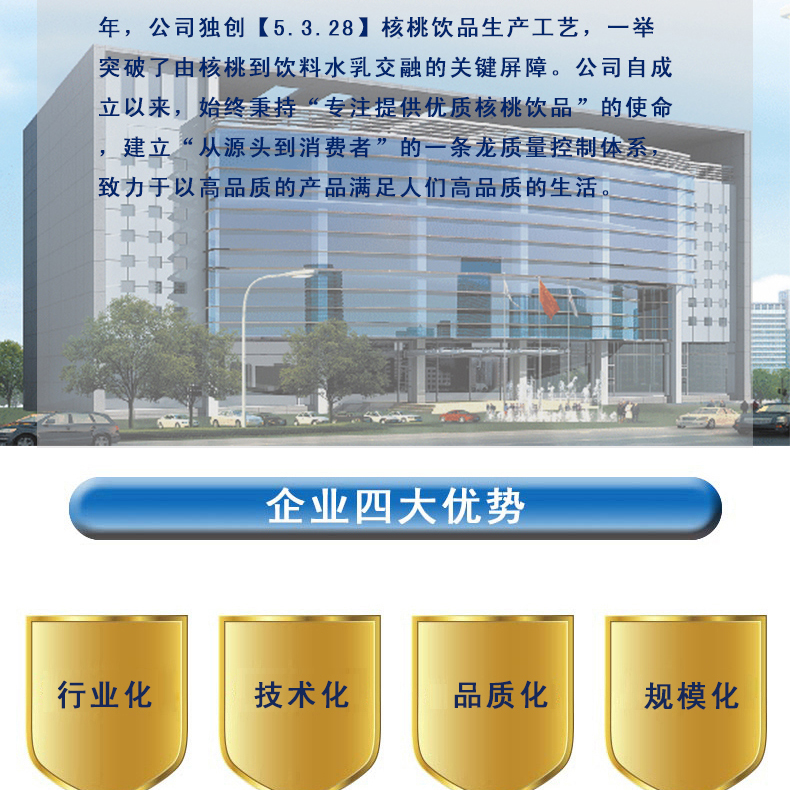 年，公司独创【5.3.28】核桃饮品生产工艺，一举
突破了由核桃到饮料水乳交融的关键屏障。公司自成
立以来，始终秉持“专注提供优质核桃饮品”的使命
，建立“从源头到消费者”的一条龙质量控制体系，
致力于以高品质的产品满足人们高品质的生活。
企业四大优势
行业化
技术化
品质化
规模化